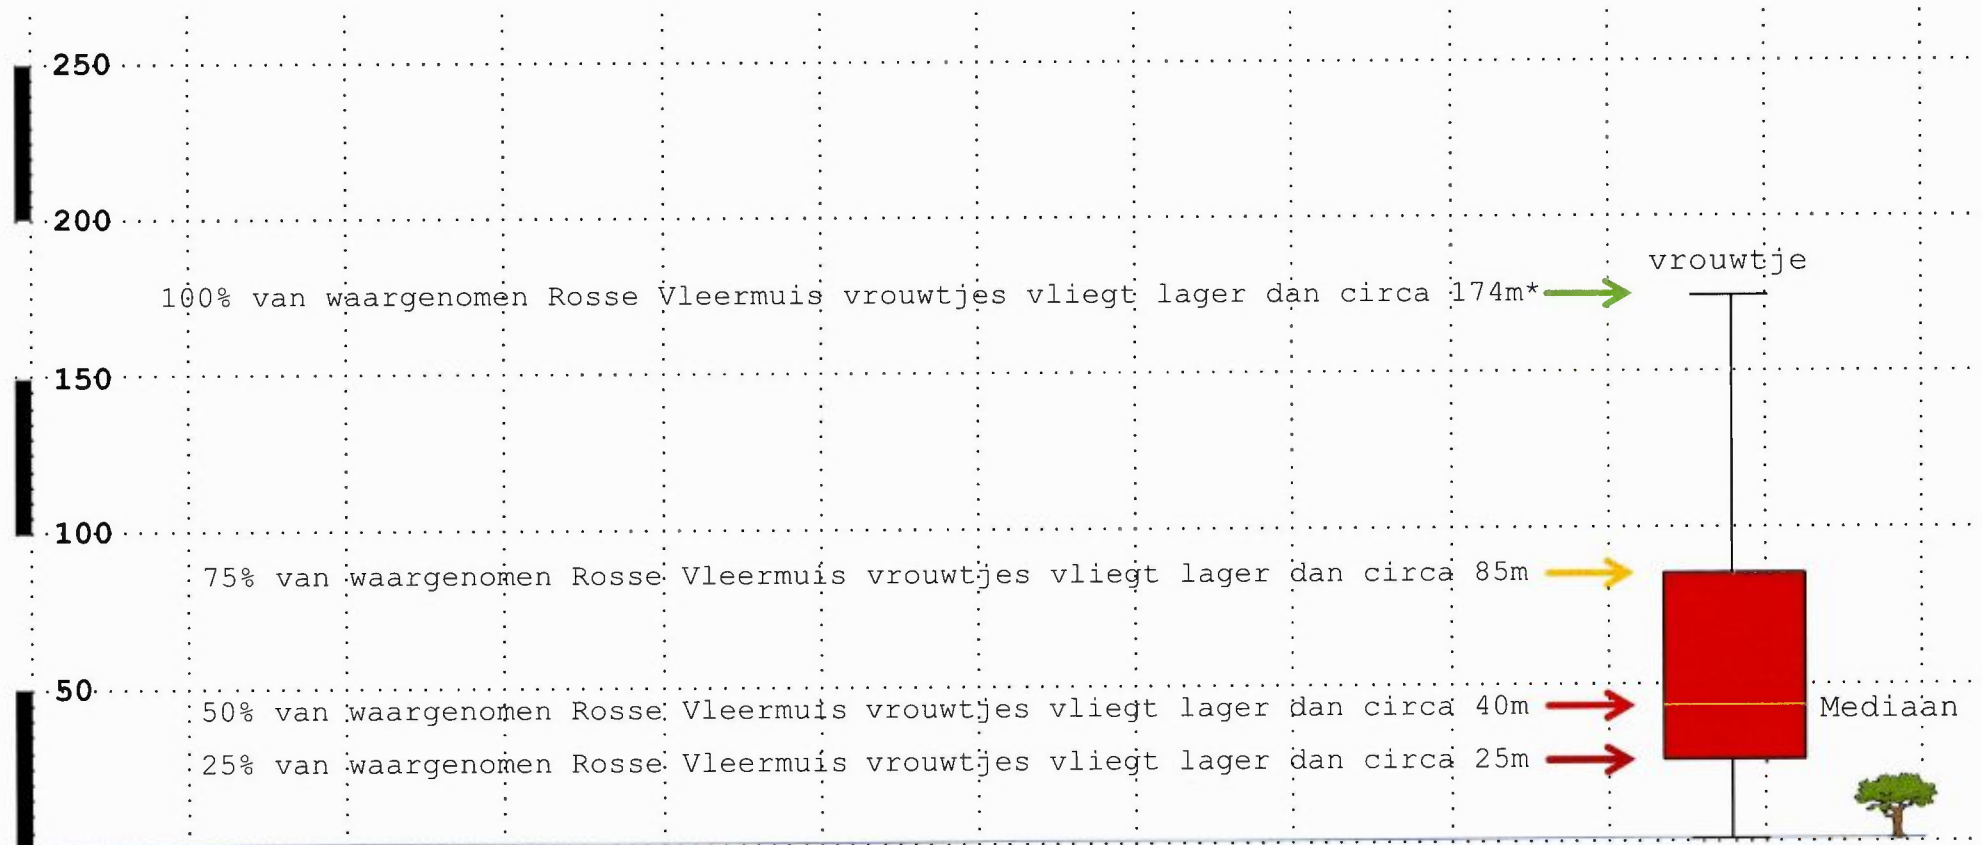 250
200
vrouwtje
100% van waargenomen Rosse Vleermuis vrouwtjes vliegt lager dan circa 174m*
150
100
75% van waargenomen Rosse Vleermuis vrouwtjes vliegt lager dan circa 85m
50
50% van waargenomen Rosse Vleermuis vrouwtjes vliegt lager dan circa 40m
Mediaan
25% van waargenomen Rosse Vleermuis vrouwtjes vliegt lager dan circa 25m